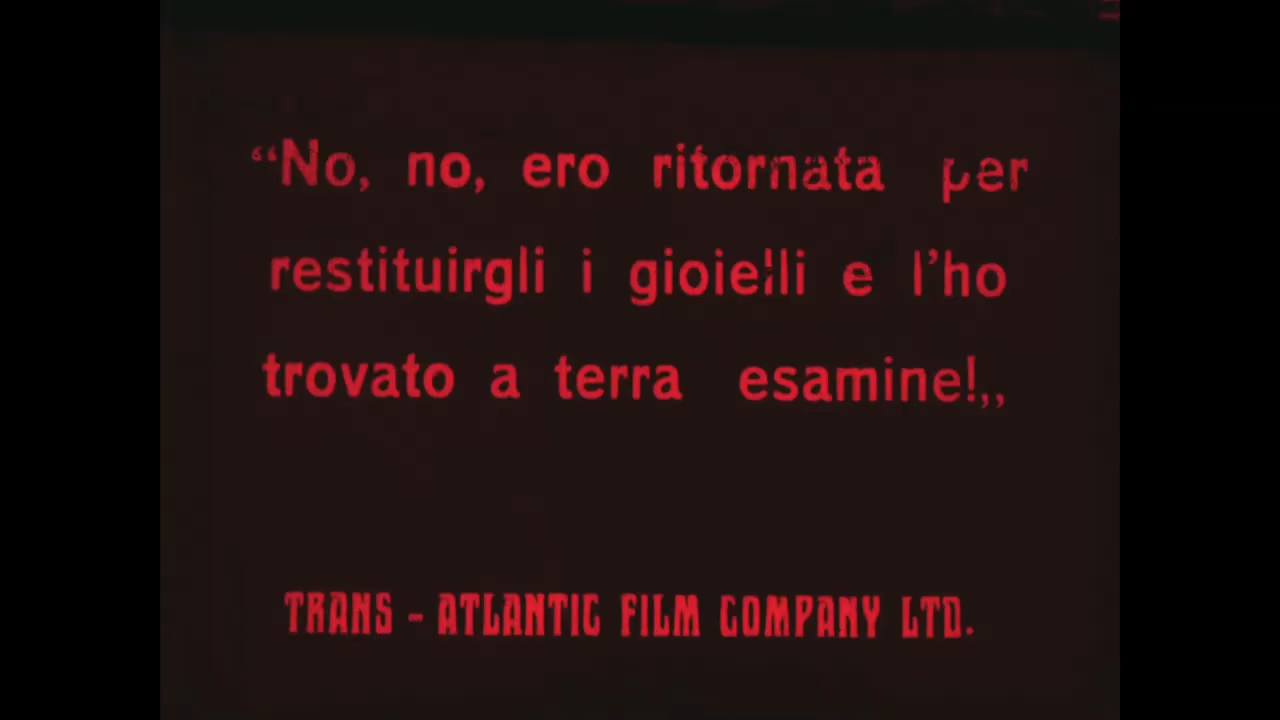 “No, no, ero ritornata per
restituirgli i gioielli e l’ho
trovato a terra esamine!„
TRANS - ATLANTIC FILM COMPANY LTD.